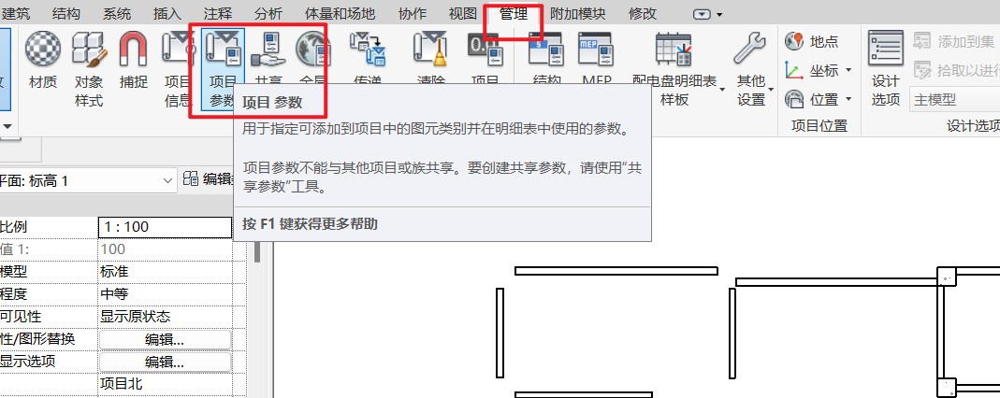 建筑 结构 系统 插入 注释 分析 体量和场地 协作 视图 管理 附加模块 修改
材质 对象 捕捉 项目 项目 共享 全局 传递 清除 项目 结构 MEP 配电盘明细表 其他 地点 设计 添加到集
样式 信息 参数 样板 设置 坐标 选项 拾取以进行
位置 主模型
项目位置 设计选项
项目 参数
用于指定可添加到项目中的图元类别并在明细表中使用的参数。
项目参数不能与其他项目或族共享。要创建共享参数，请使用“共
享参数”工具。
按 F1 键获得更多帮助
平面: 标高 1 编辑
比例 1 : 100
值 1: 100
模型 标准
程度 中等
可见性 显示原状态
性/图形替换 编辑...
显示选项 编辑...
项目北